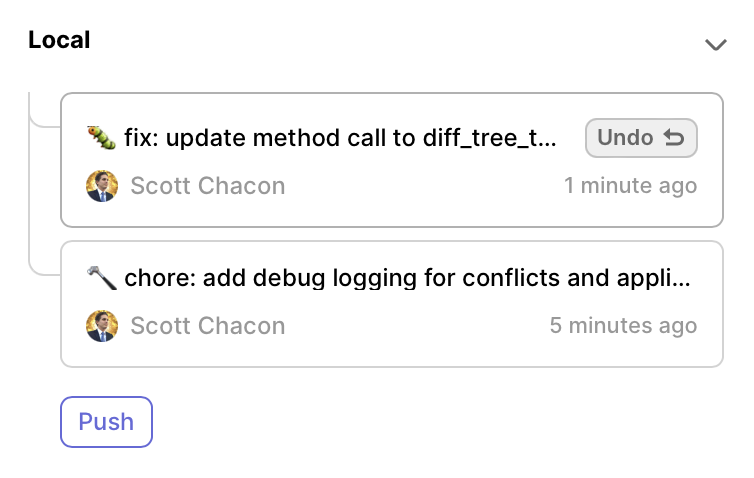 Local
🐛 fix: update method call to diff_tree_t...
Undo
Scott Chacon
1 minute ago
🔨 chore: add debug logging for conflicts and appli...
Scott Chacon
5 minutes ago
Push